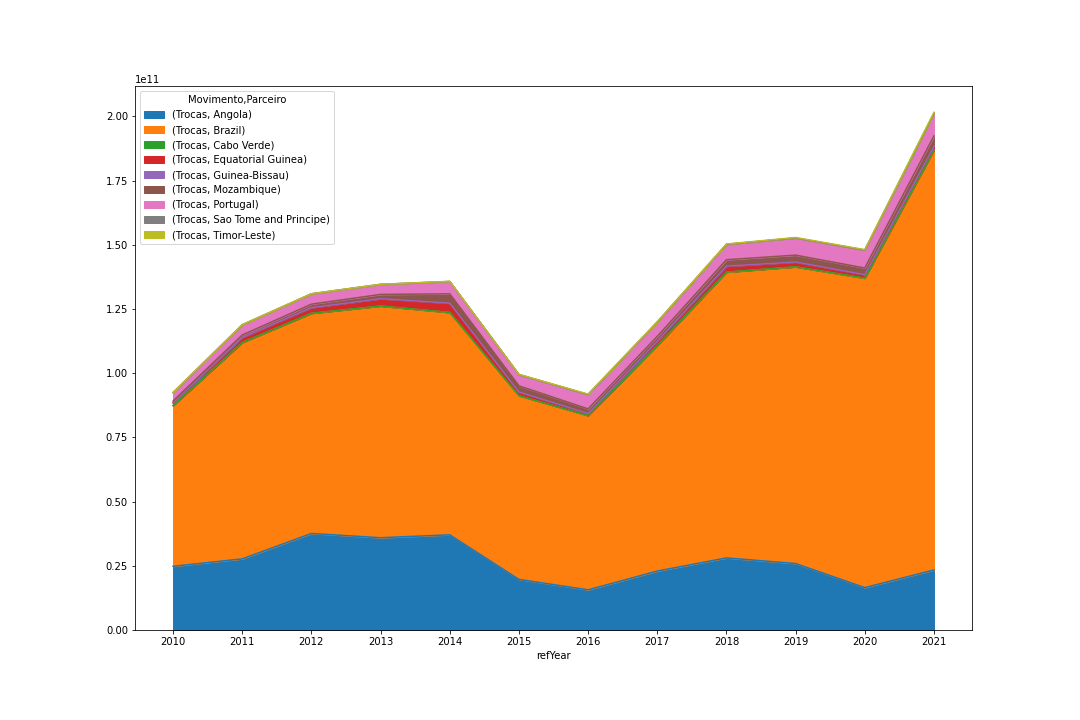 1e11
Movimento,Parceiro
(Trocas, Angola)
(Trocas, Brazil)
(Trocas, Cabo Verde)
(Trocas, Equatorial Guinea)
(Trocas, Guinea-Bissau)
(Trocas, Mozambique)
(Trocas, Portugal)
(Trocas, Sao Tome and Principe)
(Trocas, Timor-Leste)
2.00
1.75
1.50
1.25
1.00
0.75
0.50
0.25
0.00
2010 2011 2012 2013 2014 2015 2016 2017 2018 2019 2020 2021
refYear